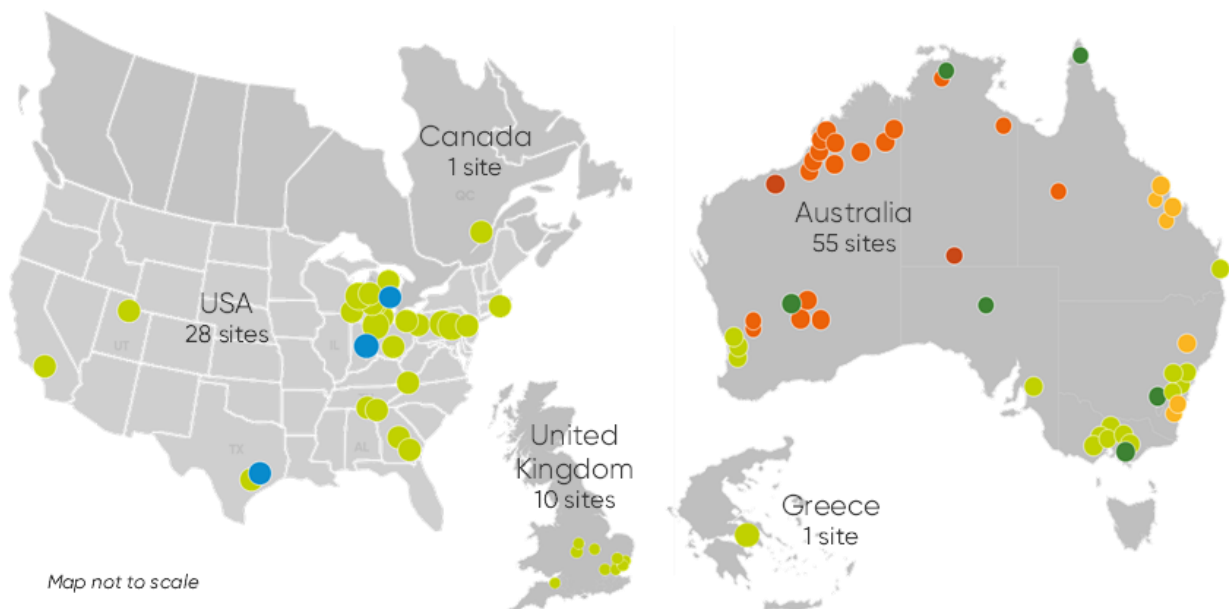 Canada
1 site
QC
USA
28 sites
UT
IL
TX
AL
United
Kingdom
10 sites
Australia
55 sites
Greece
1 site
Map not to scale